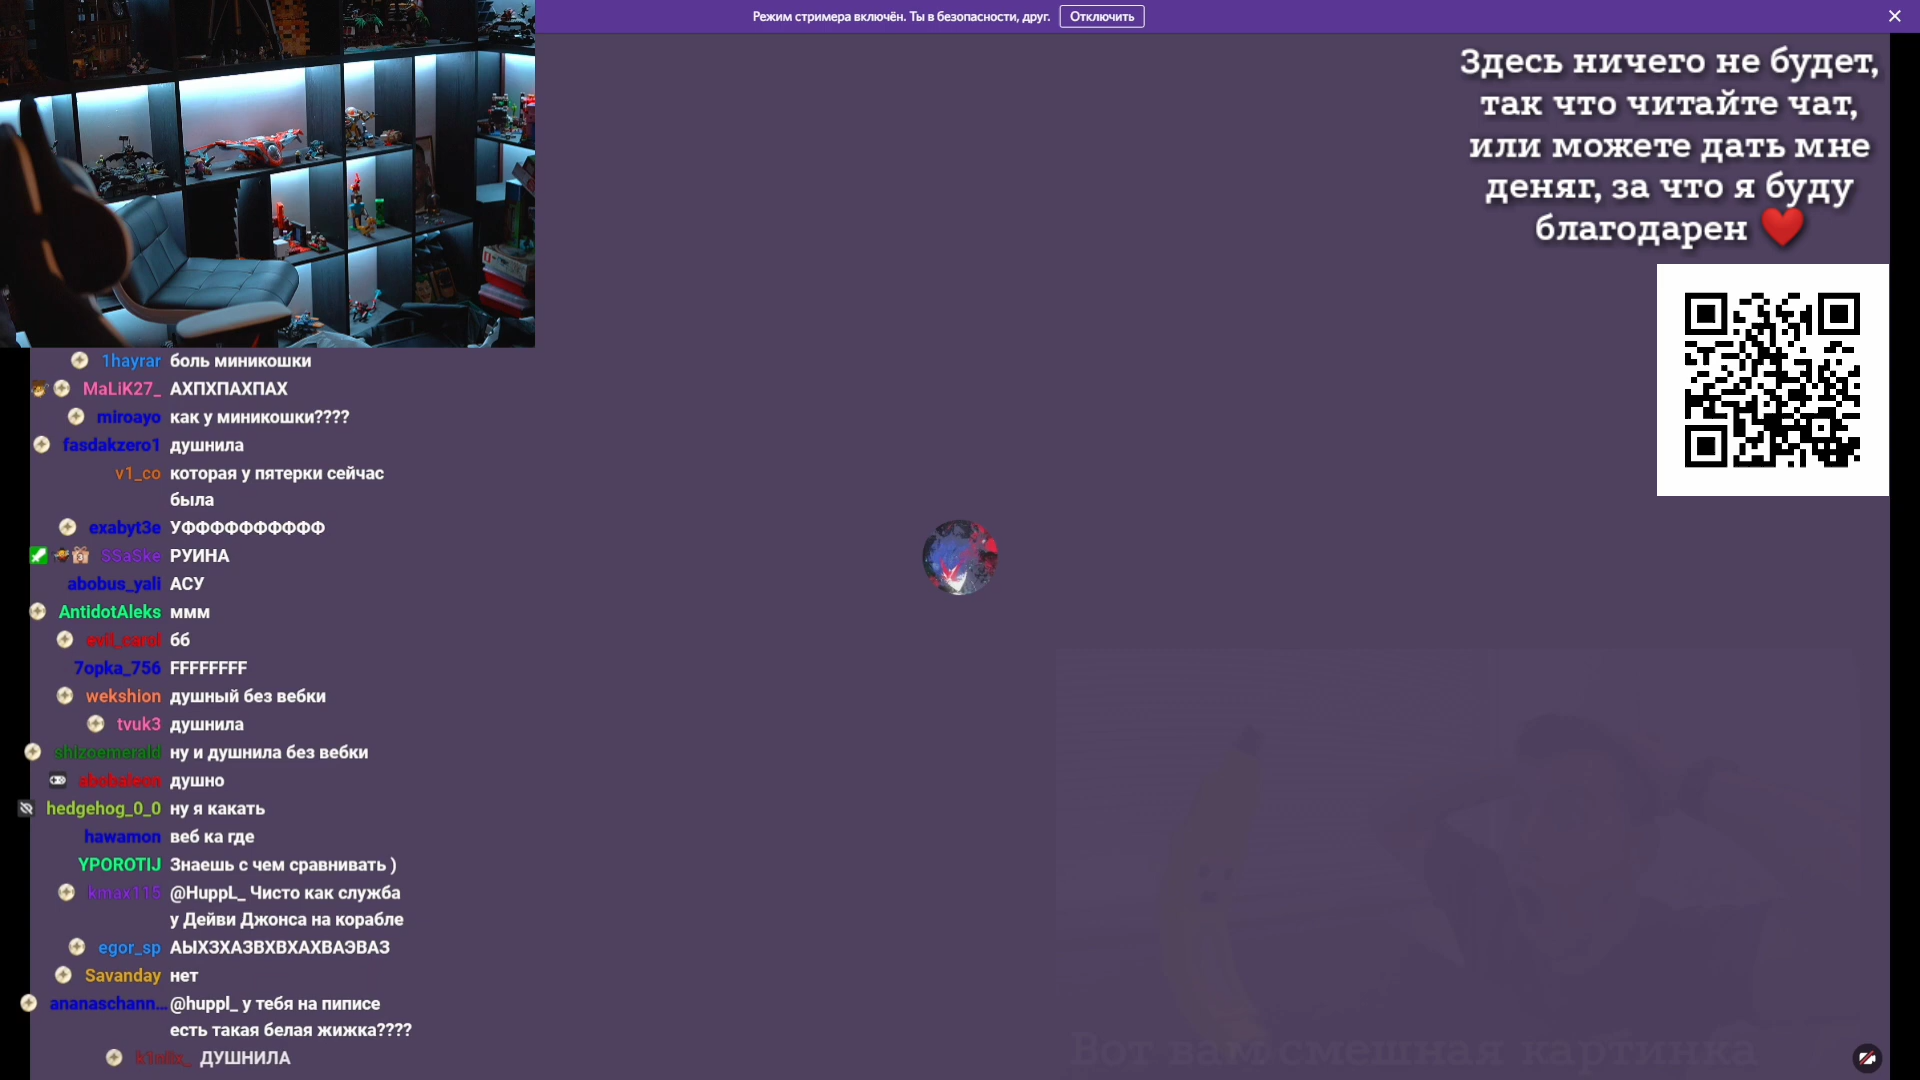 Режим стримера включён. Ты в безопасности, друг. Отключить
Здесь ничего не будет,
так что читайте чат,
или можете дать мне
деняг, за что я буду
благодарен ❤
1hayrar боль миникошки
MaLiK27_ АХПХПАХПАХ
miroayo как у миникошки????
fasdakzero1 душнила
v1_co которая у пятерки сейчас
была
exabyt3e УФФФФФФФФФФ
SSaSke РУИНА
abobus_yali АСУ
AntidotAleks ммм
evil_carol бб
7opka_756 FFFFFFFF
wekshion душный без вебки
tvuk3 душнила
shizoemerald ну и душнила без вебки
душно
hedgehog_0_0 ну я какать
hawamon веб ка где
YPOROTIJ Знаешь с чем сравнивать )
kmax115 @HuppL_ Чисто как служба
у Дейви Джонса на корабле
egor_sp АЫХЗХАЗВХВХАХВАЭВАЗ
Savanday нет
ananaschann... @huppl_ у тебя на пиписе
есть такая белая жижка????
ДУШНИЛА
Вот вам смешная картинка